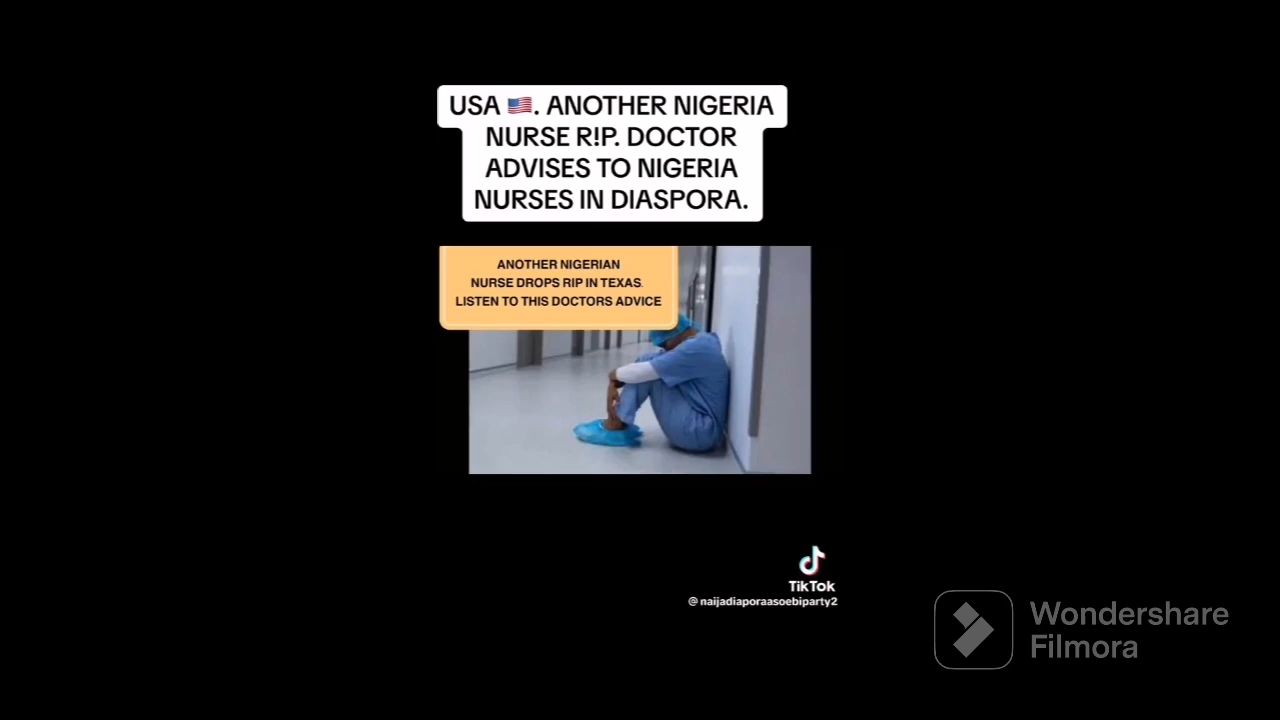 USA 🇺🇸. ANOTHER NIGERIA
NURSE R!P. DOCTOR
ADVISES TO NIGERIA
NURSES IN DIASPORA.
ANOTHER NIGERIAN
NURSE DROPS RIP IN TEXAS.
LISTEN TO THIS DOCTORS ADVICE
TikTok
@naijadiaporaasoebiparty2
Wondershare
Filmora